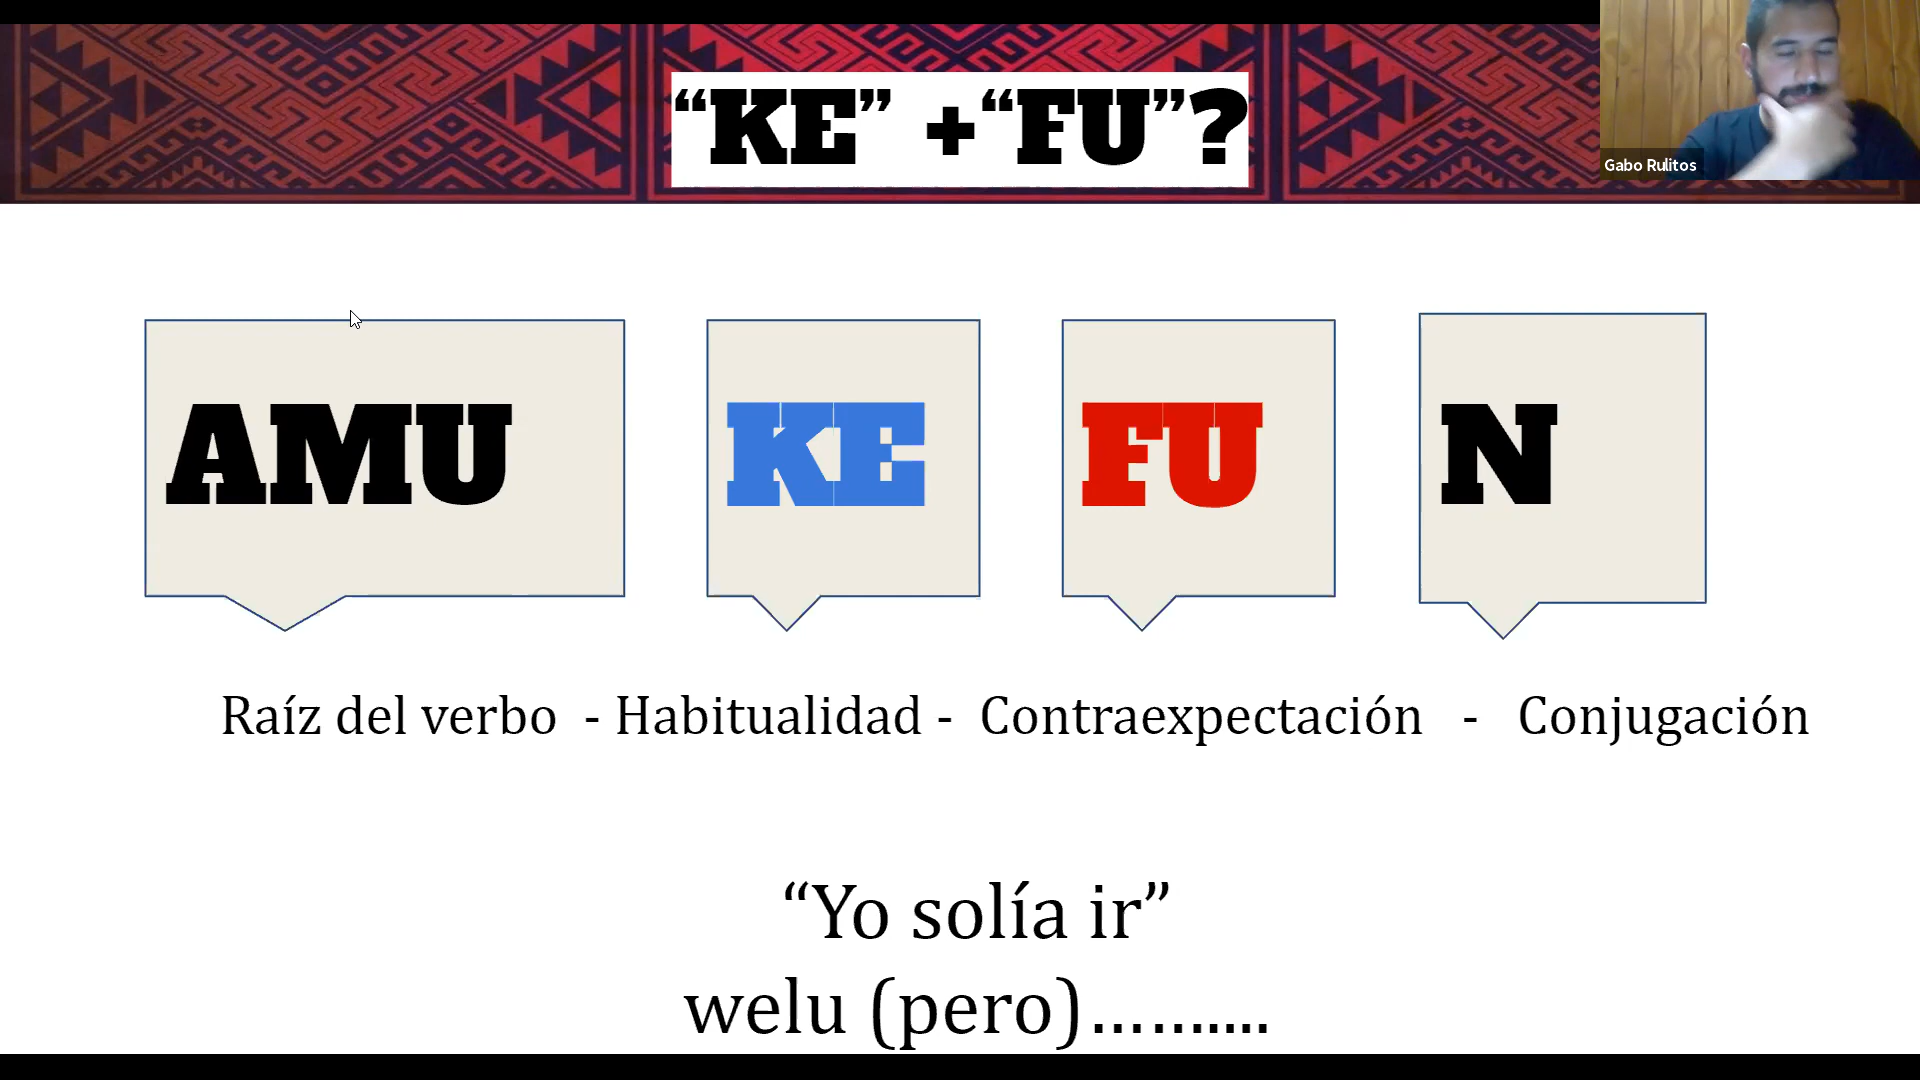 “KE” +“FU”?
Gabo Rulitos
AMU KE FU N
Raíz del verbo - Habitualidad - Contraexpectación - Conjugación
“Yo solía ir”
welu (pero)……....